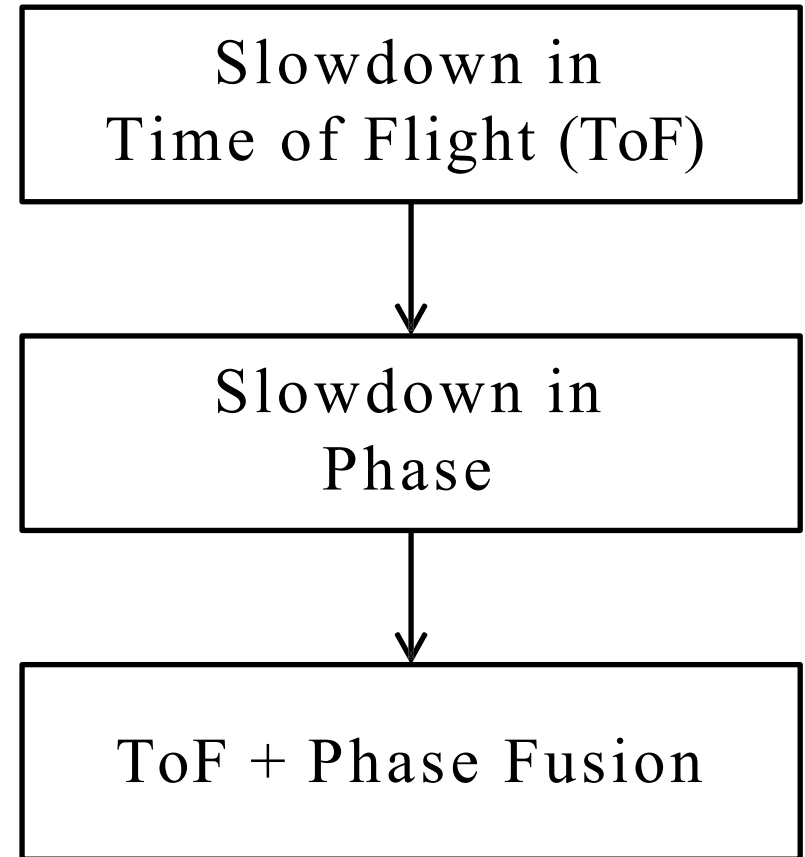 Slowdown in
Time of Flight (ToF)
Slowdown in
Phase
ToF + Phase Fusion